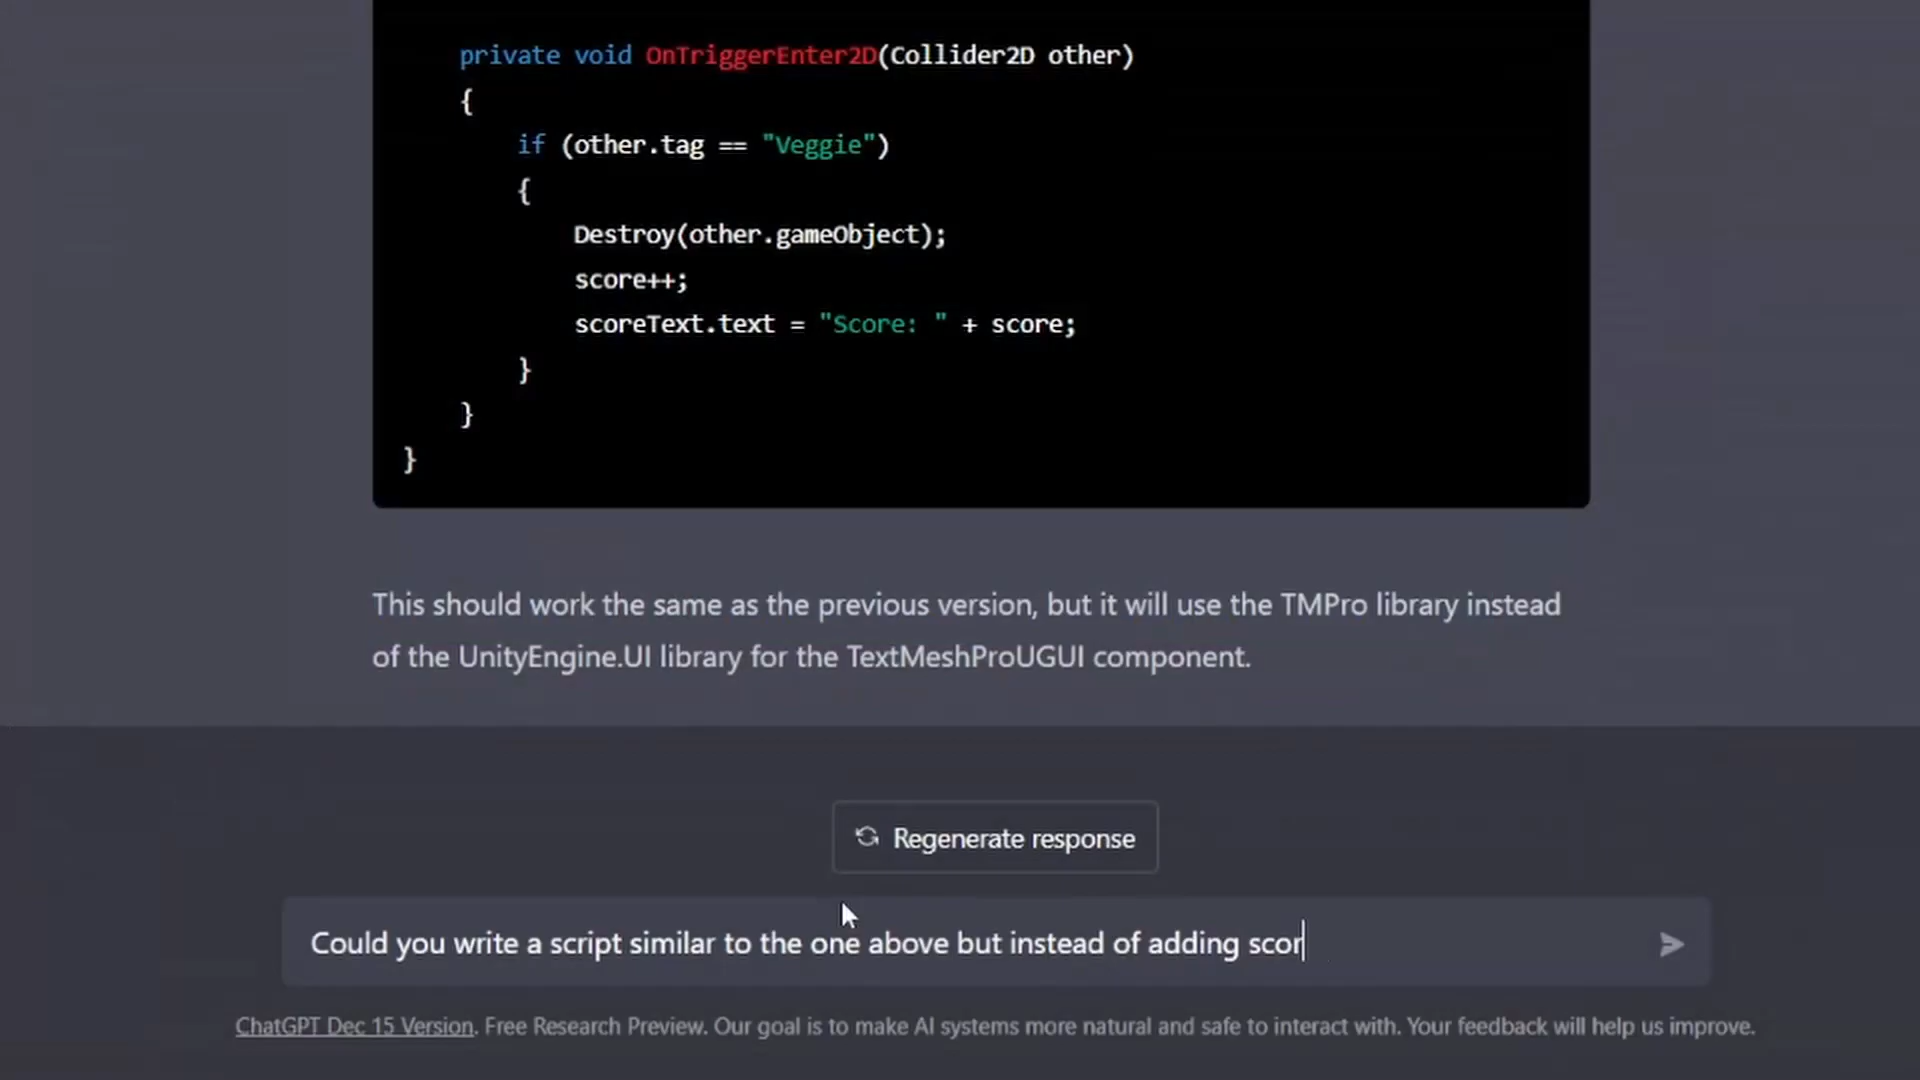 private void OnTriggerEnter2D(Collider2D other)
{
if (other.tag == "Veggie")
{
Destroy(other.gameObject);
score++;
scoreText.text = "Score: " + score;
}
}
}
This should work the same as the previous version, but it will use the TMPro library instead
of the UnityEngine.UI library for the TextMeshProUGUI component.
Regenerate response
Could you write a script similar to the one above but instead of adding scor
ChatGPT Dec 15 Version. Free Research Preview. Our goal is to make AI systems more natural and safe to interact with. Your feedback will help us improve.